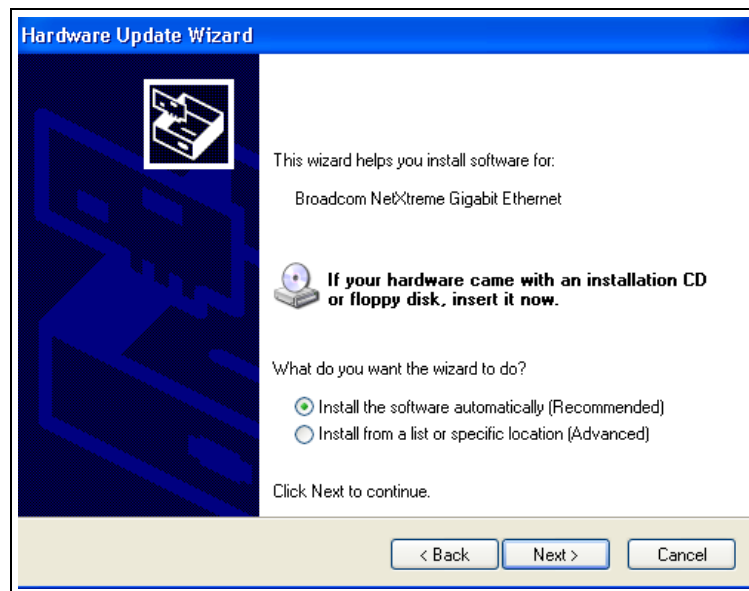 Hardware Update Wizard
This wizard helps you install software for:
Broadcom NetXtreme Gigabit Ethernet
If your hardware came with an installation CD
or floppy disk, insert it now.
What do you want the wizard to do?
Install the software automatically (Recommended)
Install from a list or specific location (Advanced)
Click Next to continue.
< Back
Next >
Cancel